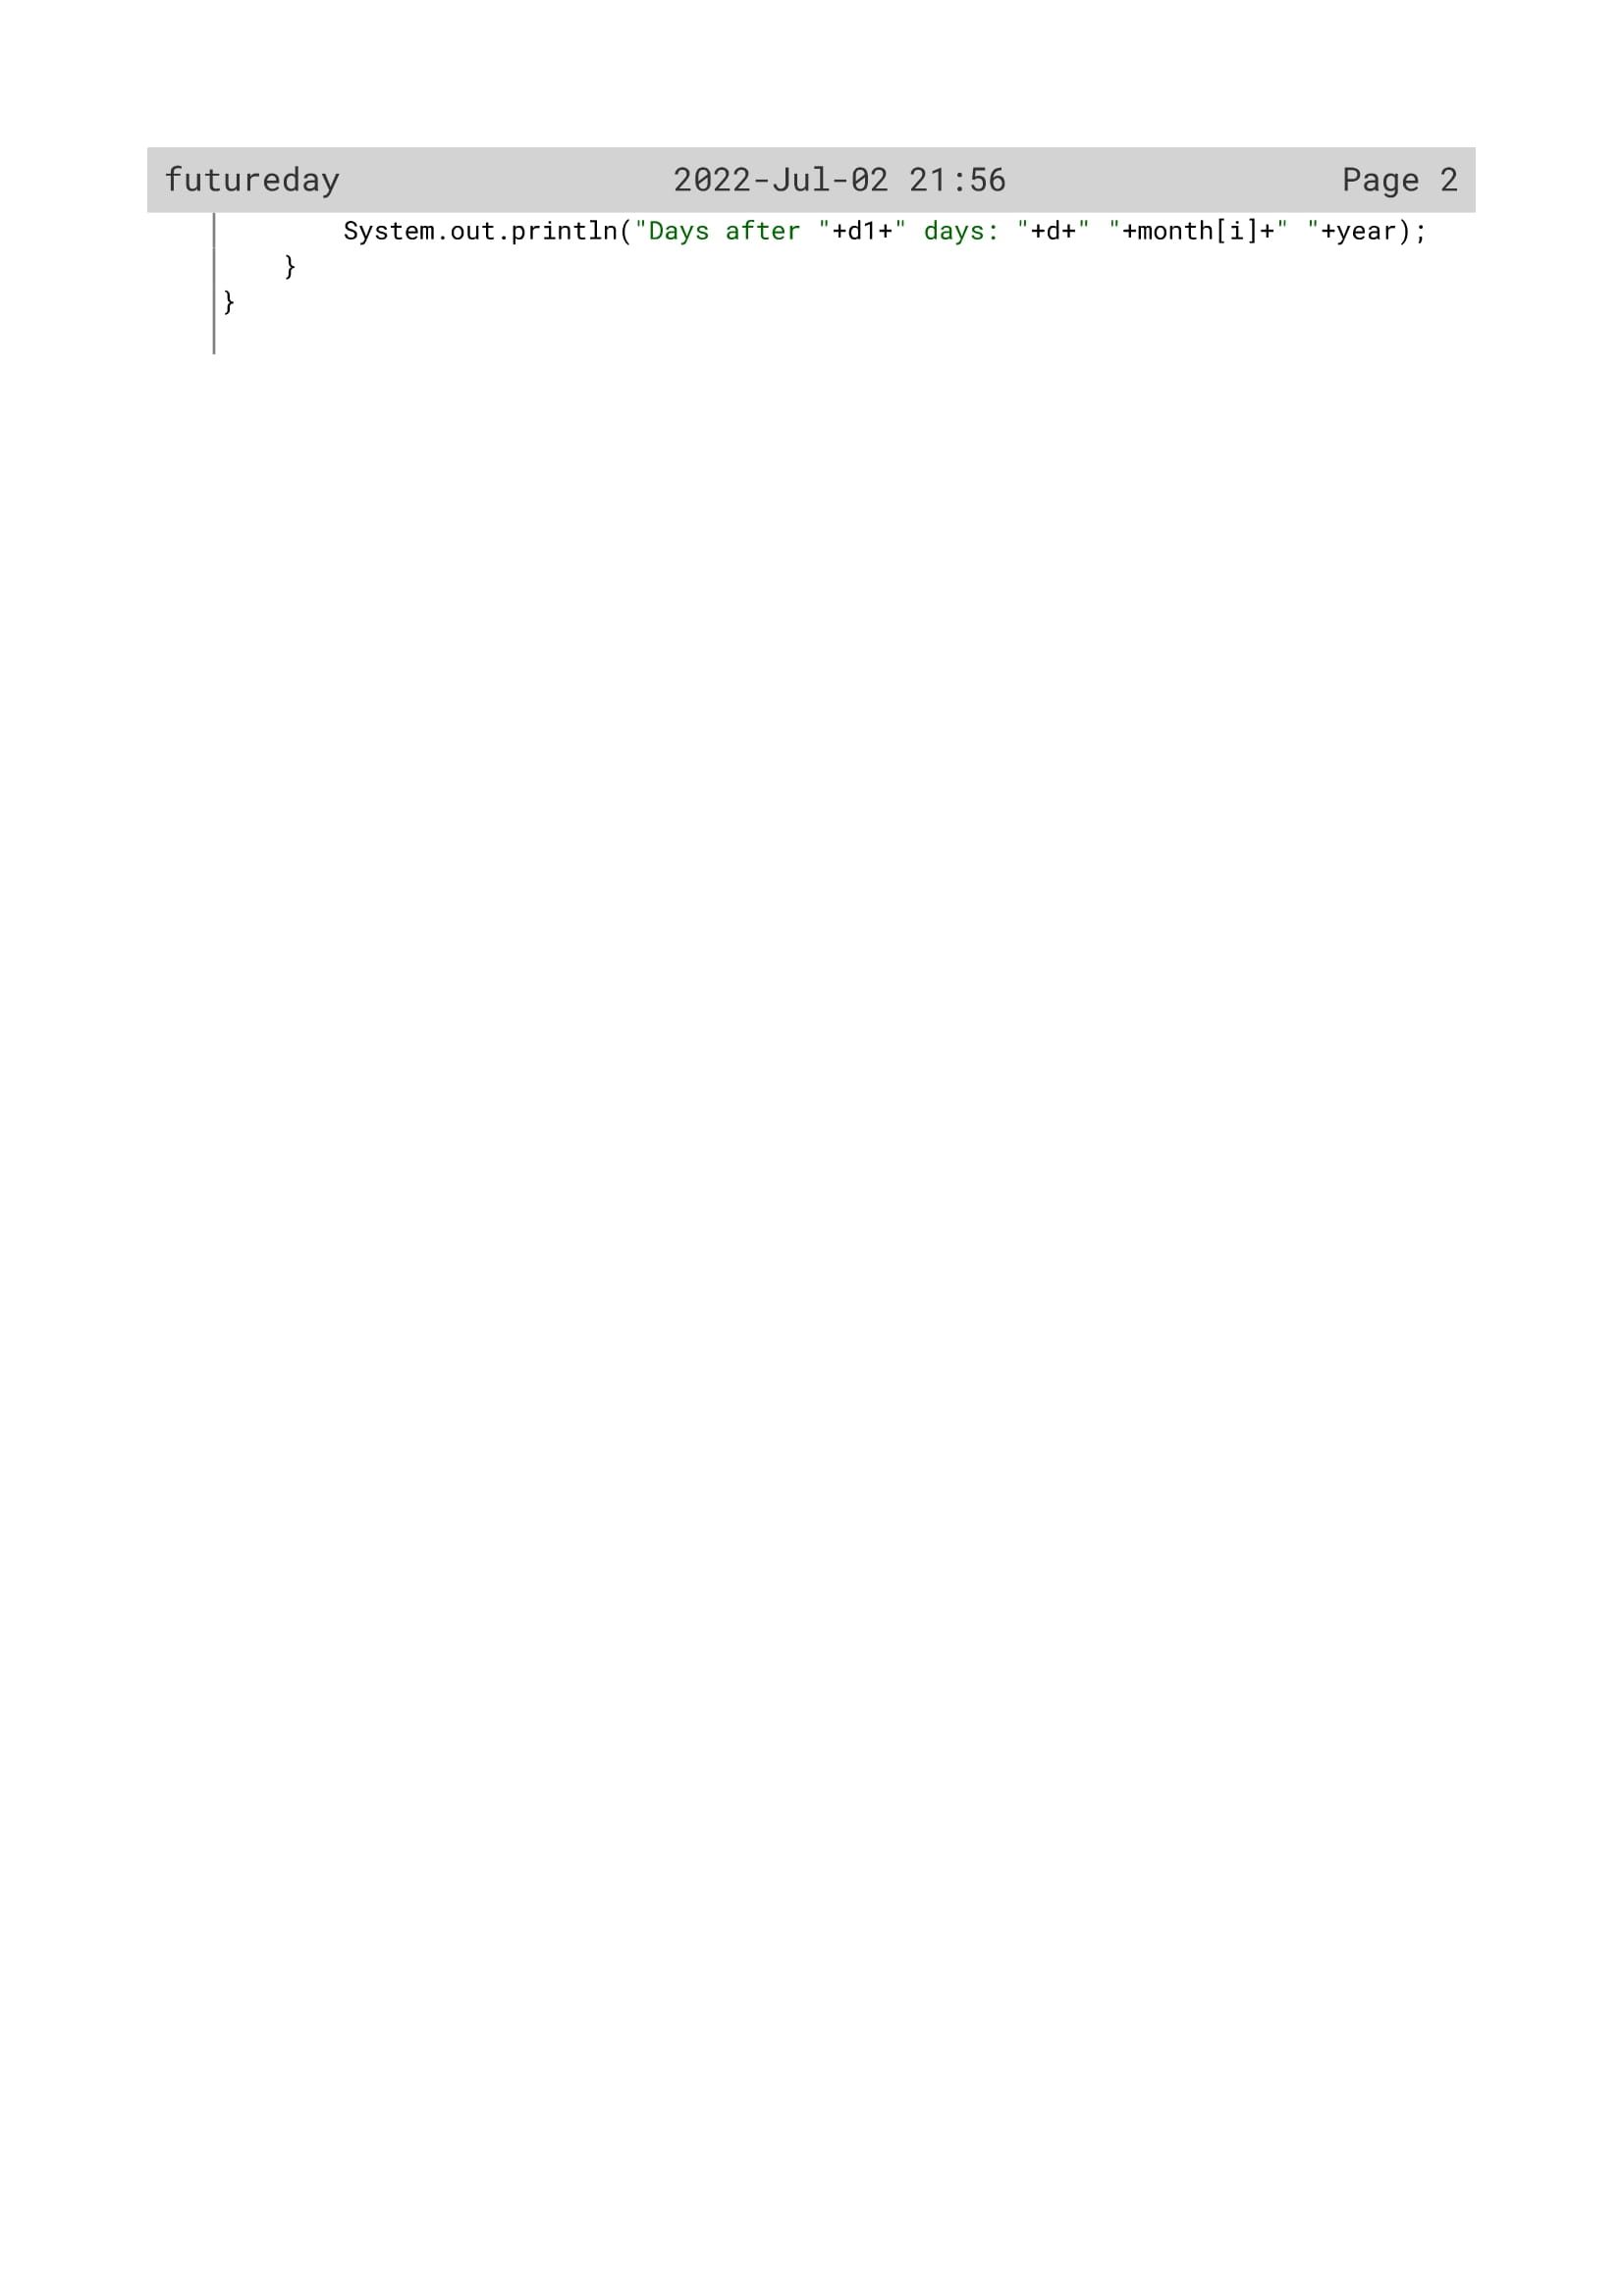 futureday 2022-Jul-02 21:56 Page 2
System.out.println("Days after "+d1+" days: "+d+" "+month[i]+" "+year);
}
}